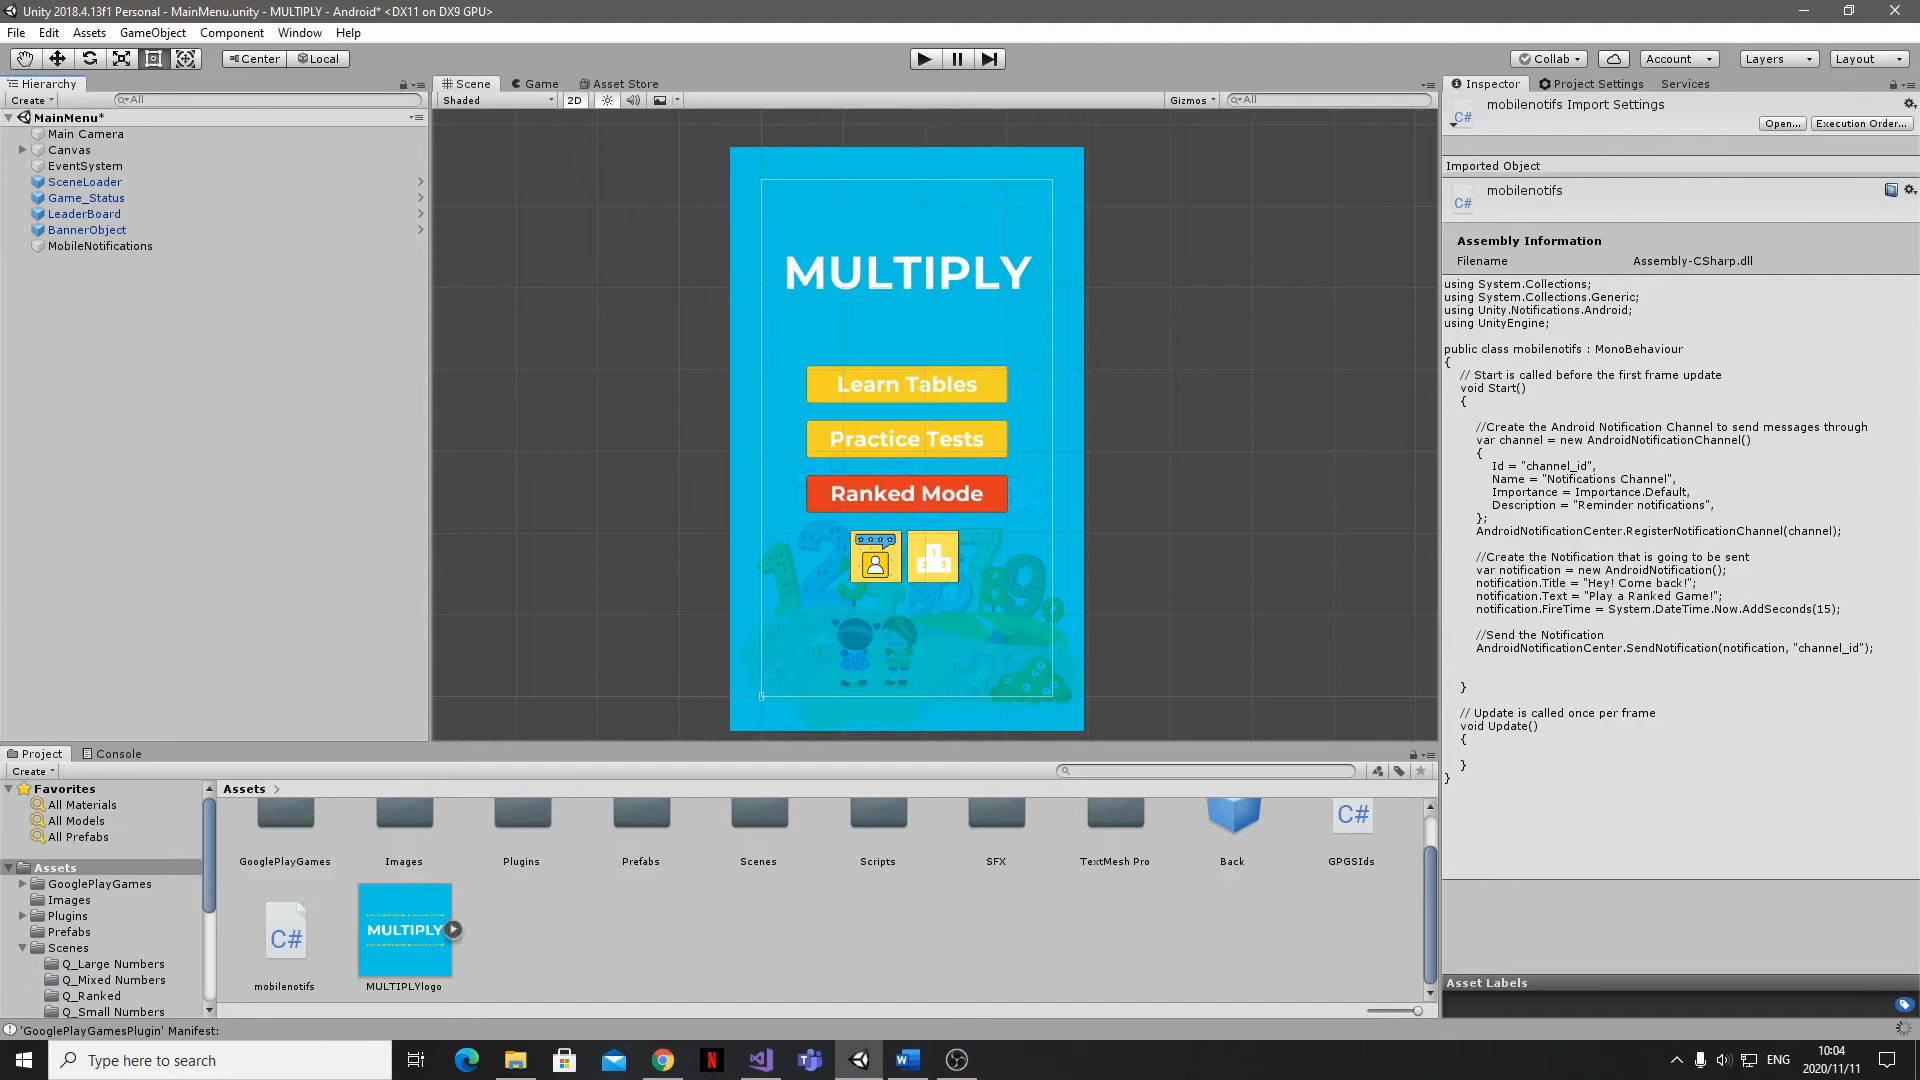 Unity 2018.4.13f1 Personal - MainMenu.unity - MULTIPLY - Android* <DX11 on DX9 GPU>
File Edit Assets GameObject Component Window Help
Center Local Collab Account Layers Layout
Hierarchy
Create All
MainMenu*
Main Camera
Canvas
EventSystem
SceneLoader
Game_Status
LeaderBoard
BannerObject
MobileNotifications
Scene Game Asset Store
Shaded 2D Gizmos All
MULTIPLY
Learn Tables
Practice Tests
Ranked Mode
1
2 3
Inspector Project Settings Services
mobilenotifs Import Settings
C#
Open... Execution Order...
Imported Object
mobilenotifs
C#
Assembly Information
Filename Assembly-CSharp.dll
using System.Collections;
using System.Collections.Generic;
using Unity.Notifications.Android;
using UnityEngine;
public class mobilenotifs : MonoBehaviour
{
// Start is called before the first frame update
void Start()
{
//Create the Android Notification Channel to send messages through
var channel = new AndroidNotificationChannel()
{
Id = "channel_id",
Name = "Notifications Channel",
Importance = Importance.Default,
Description = "Reminder notifications",
};
AndroidNotificationCenter.RegisterNotificationChannel(channel);
//Create the Notification that is going to be sent
var notification = new AndroidNotification();
notification.Title = "Hey! Come back!";
notification.Text = "Play a Ranked Game!";
notification.FireTime = System.DateTime.Now.AddSeconds(15);
//Send the Notification
AndroidNotificationCenter.SendNotification(notification, "channel_id");
}
// Update is called once per frame
void Update()
{
}
}
Asset Labels
Project Console
Create
Favorites
All Materials
All Models
All Prefabs
Assets
GooglePlayGames
Images
Plugins
Prefabs
Scenes
Q_Large Numbers
Q_Mixed Numbers
Q_Ranked
Q_Small Numbers
Assets
C#
GooglePlayGames Images Plugins Prefabs Scenes Scripts SFX TextMesh Pro Back GPGSIds
C# MULTIPLY
mobilenotifs MULTIPLYlogo
'GooglePlayGamesPlugin' Manifest:
Type here to search
ENG 10:04
2020/11/11